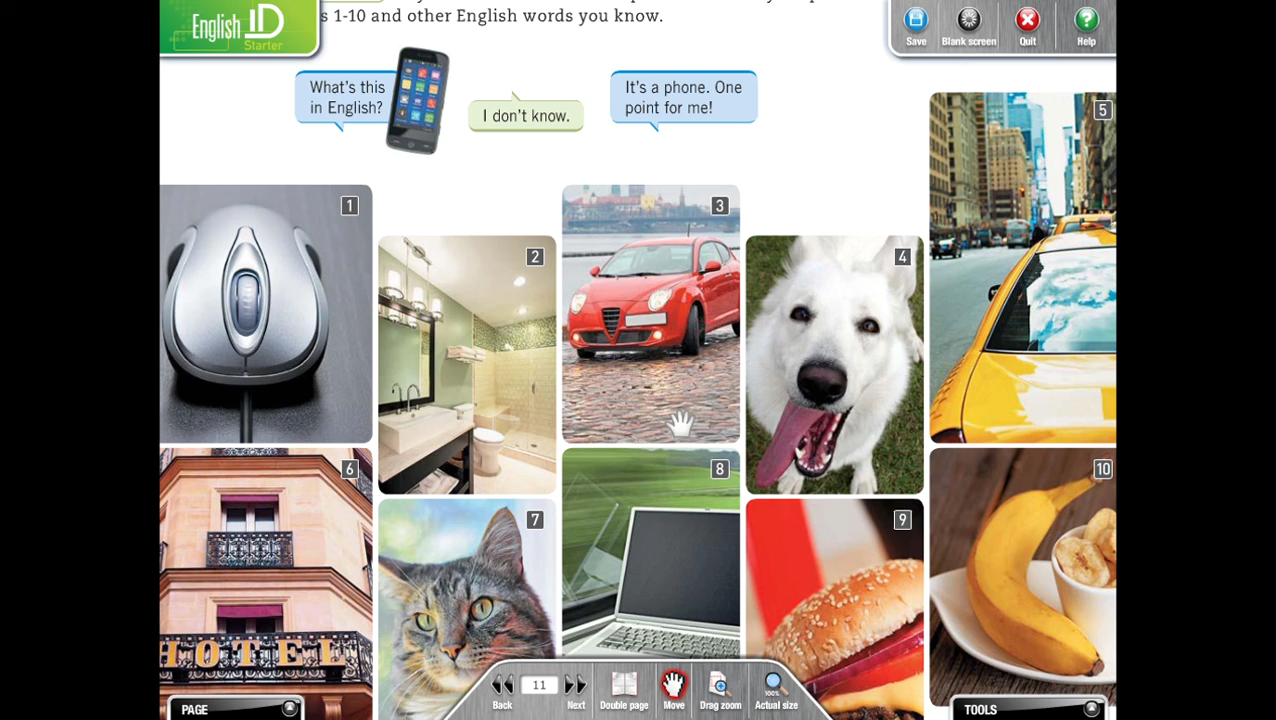 English ID
Starter
s 1-10 and other English words you know.
Save
Blank screen
Quit
Help
What's this
in English?
I don't know.
It's a phone. One
point for me!
1
2
3
4
5
6
7
8
9
10
HOTEL
PAGE
Back
11
Next
Double page
Move
Drag zoom
100%
Actual size
TOOLS